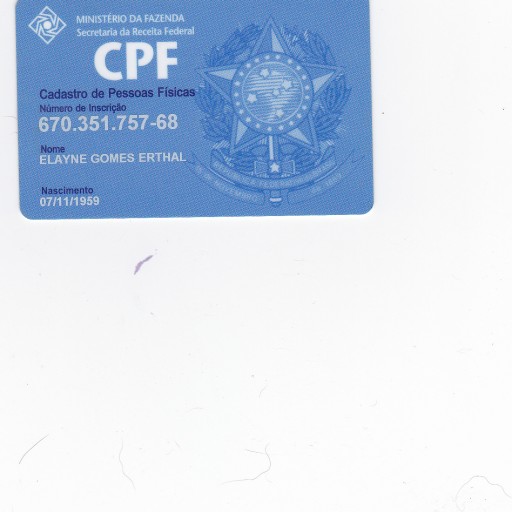 MINISTÉRIO DA FAZENDA
Secretaria da Receita Federal
CPF
Cadastro de Pessoas Físicas
Número de Inscrição
670.351.757-68
Nome
ELAYNE GOMES ERTHAL
Nascimento
07/11/1959